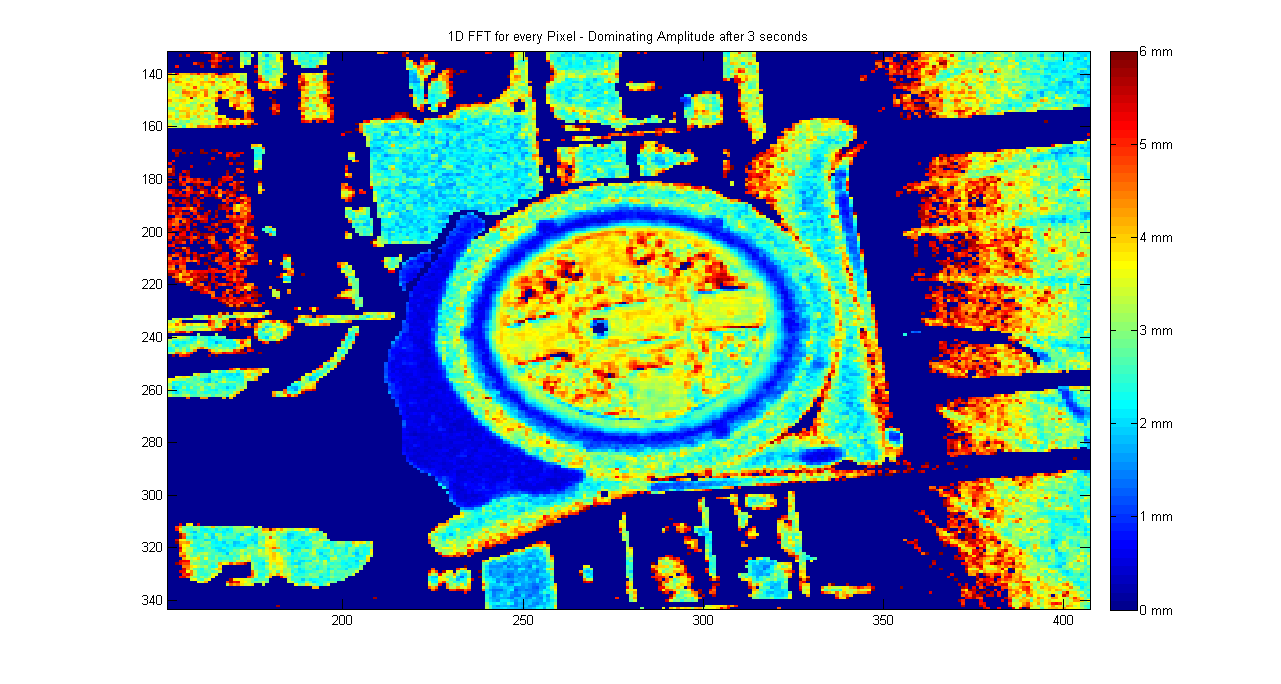 1D FFT for every Pixel - Dominating Amplitude after 3 seconds
140
160
180
200
220
240
260
280
300
320
340
200
250
300
350
400
6 mm
5 mm
4 mm
3 mm
2 mm
1 mm
0 mm